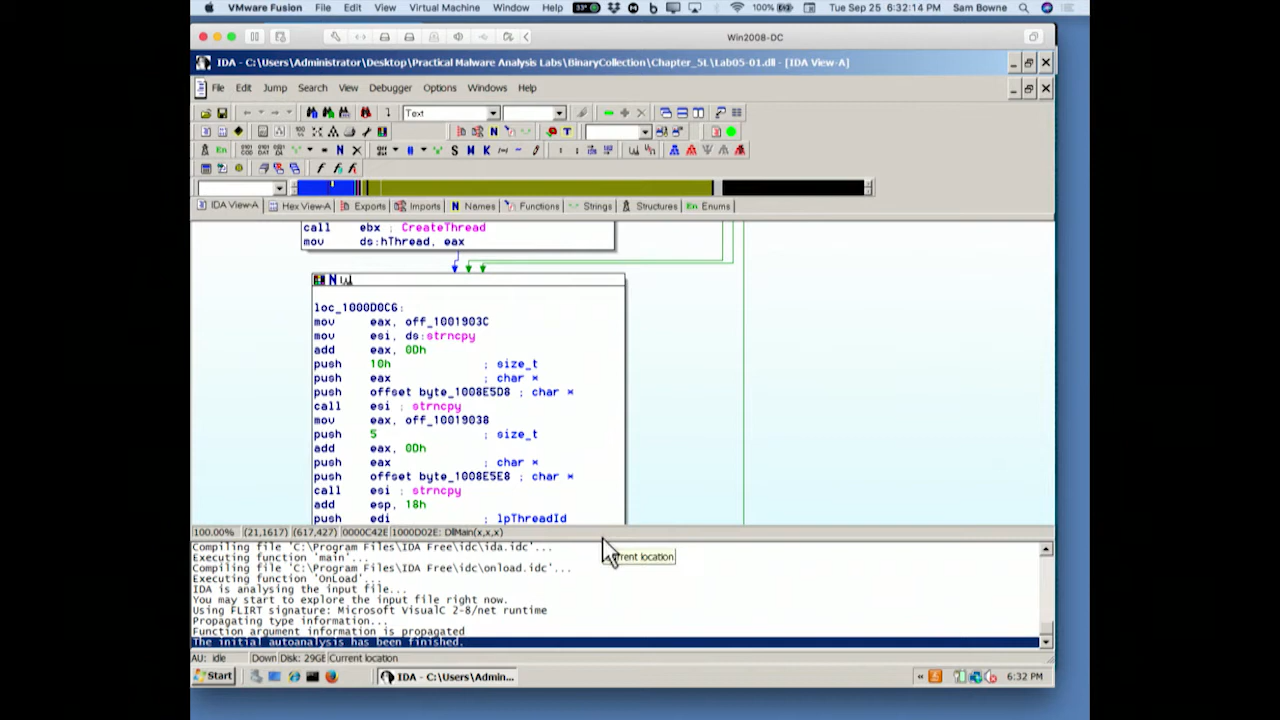 VMware Fusion File Edit View Virtual Machine Window Help 33° 100% Tue Sep 25 6:32:14 PM Sam Bowne
Win2008-DC
IDA - C:\Users\Administrator\Desktop\Practical Malware Analysis Labs\BinaryCollection\Chapter_5L\Lab05-01.dll - [IDA View-A]
File Edit Jump Search View Debugger Options Windows Help
Text
IDA View-A Hex View-A Exports Imports N Names Functions Strings Structures En Enums
call ebx ; CreateThread
mov ds:hThread, eax
loc_1000D0C6:
mov eax, off_1001903C
mov esi, ds:strncpy
add eax, 0Dh
push 10h ; size_t
push eax ; char *
push offset byte_1008E5D8 ; char *
call esi ; strncpy
mov eax, off_10019038
push 5 ; size_t
add eax, 0Dh
push eax ; char *
push offset byte_1008E5E8 ; char *
call esi ; strncpy
add esp, 18h
push edi ; lpThreadId
100.00% (21,1617) (617,427) 0000C42E 1000D02E: DllMain(x,x,x)
Compiling file 'C:\Program Files\IDA Free\idc\ida.idc'...
Executing function 'main'...
Compiling file 'C:\Program Files\IDA Free\idc\onload.idc'...
Executing function 'OnLoad'...
IDA is analysing the input file...
You may start to explore the input file right now.
Using FLIRT signature: Microsoft VisualC 2-8/net runtime
Propagating type information...
Function argument information is propagated
The initial autoanalysis has been finished.
rrent location
AU: idle Down Disk: 29GB Current location
Start IDA - C:\Users\Admin... 6:32 PM